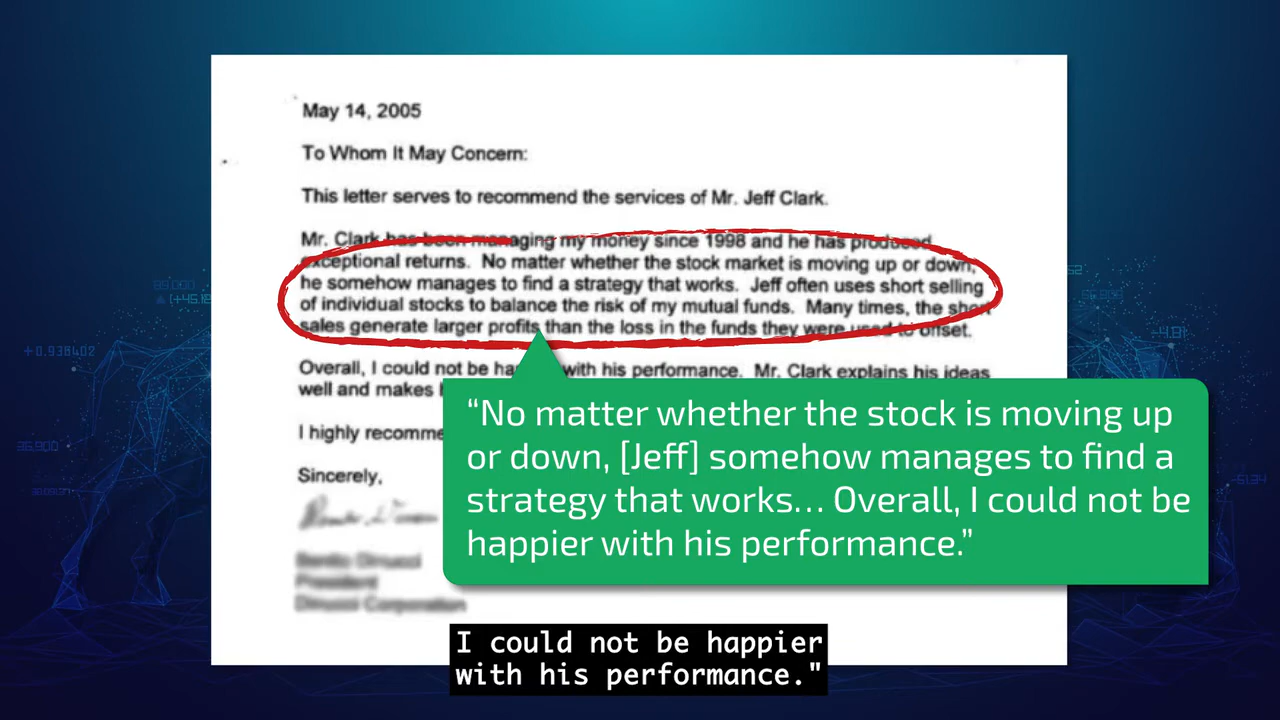 May 14, 2005
To Whom It May Concern:
This letter serves to recommend the services of Mr. Jeff Clark.
Mr. Clark has been managing my money since 1998 and he has produced
exceptional returns. No matter whether the stock market is moving up or down,
he somehow manages to find a strategy that works. Jeff often uses short selling
of individual stocks to balance the risk of my mutual funds. Many times, the short
sales generate larger profits than the loss in the funds they were used to offset.
Overall, I could not be ha with his performance. Mr. Clark explains his ideas
well and makes
I highly recomme
Sincerely,
“No matter whether the stock is moving up
or down, [Jeff] somehow manages to find a
strategy that works… Overall, I could not be
happier with his performance.”
I could not be happier
with his performance."